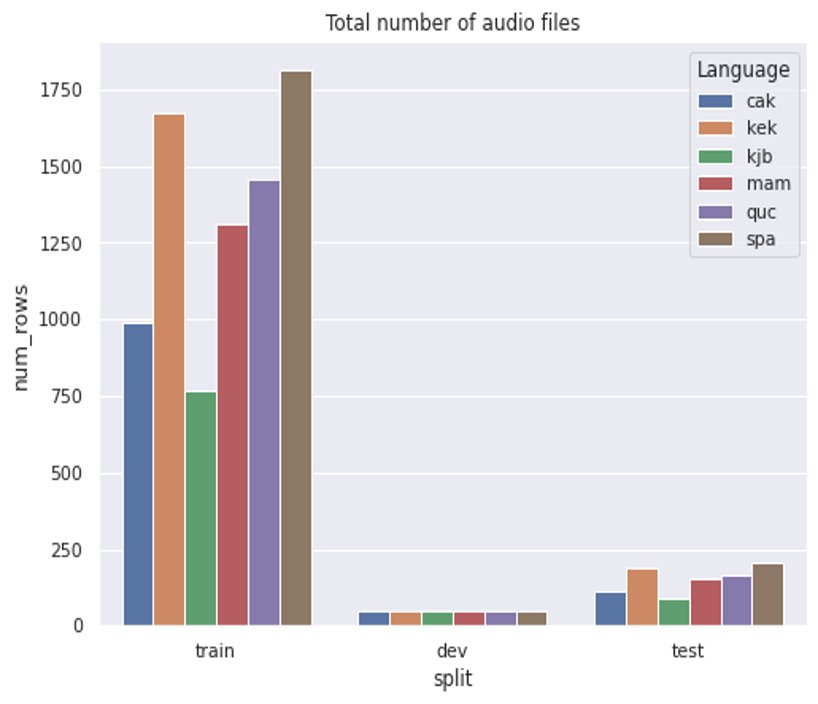 Total number of audio files
num_rows
1750
1500
1250
1000
750
500
250
0
train
dev
test
split
Language
cak
kek
kjb
mam
quc
spa